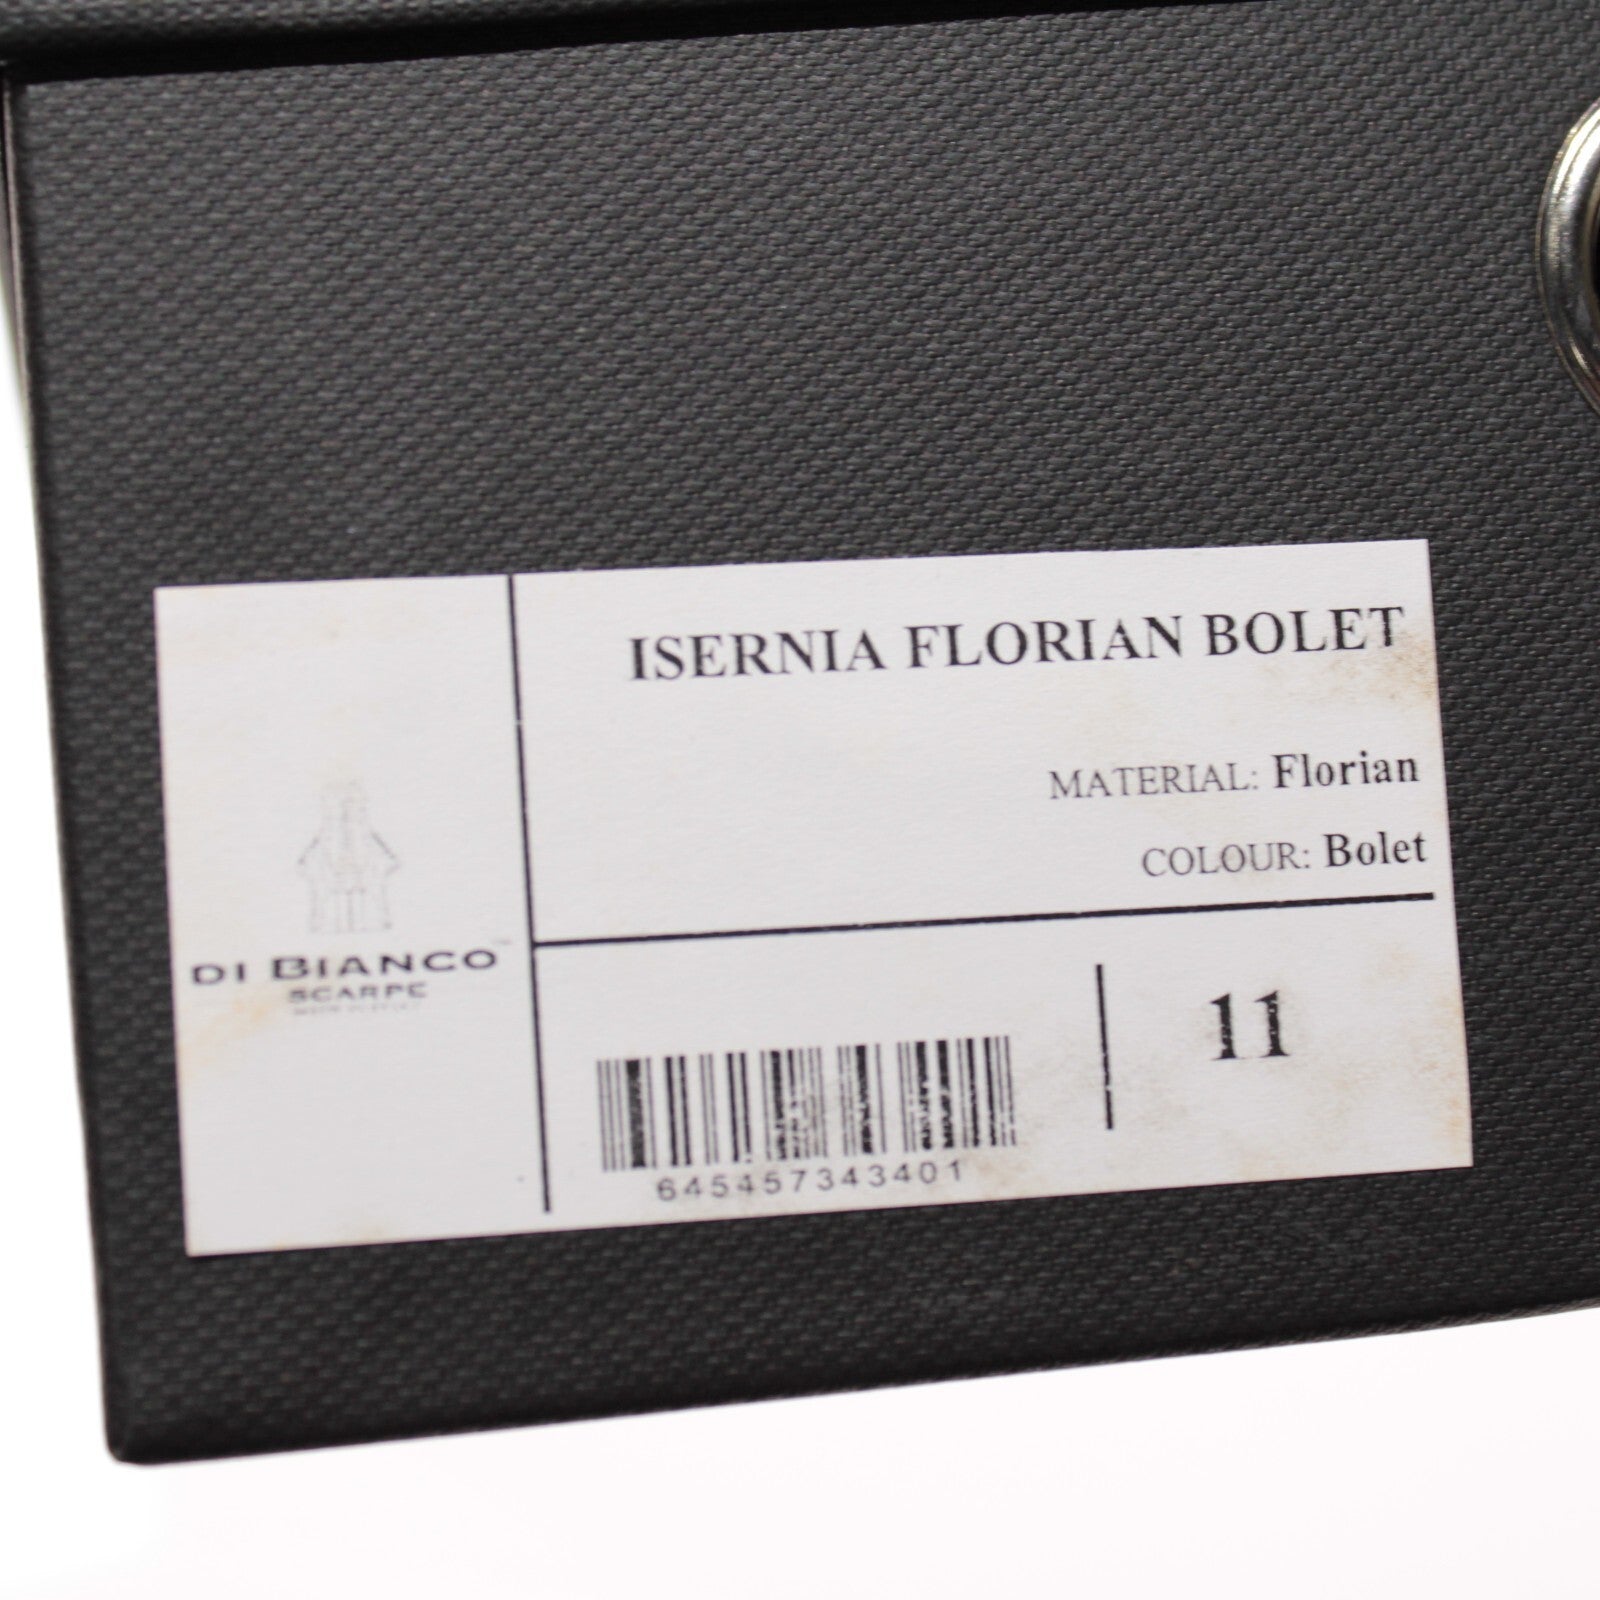 ISERNIA FLORIAN BOLET
MATERIAL: Florian
COLOUR: Bolet
DI BIANCO
SCARPE
11
645457343401